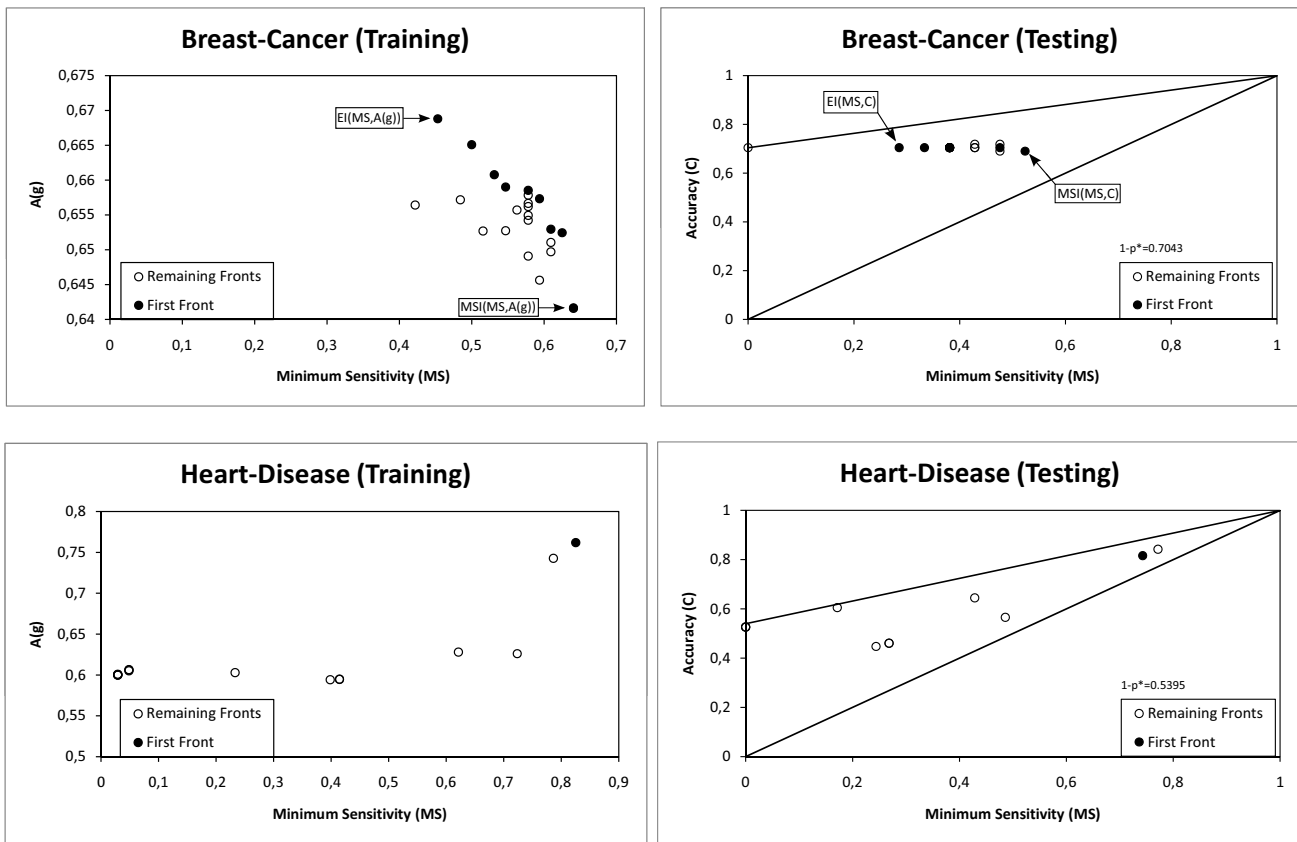 Breast-Cancer (Training)
0,675
0,67
0,665
0,66
0,655
0,65
0,645
0,64
A(g)
EI(MS,A(g))
MSI(MS,A(g))
Remaining Fronts
First Front
0 0,1 0,2 0,3 0,4 0,5 0,6 0,7
Minimum Sensitivity (MS)
Breast-Cancer (Testing)
1
0,8
0,6
0,4
0,2
0
Accuracy (C)
EI(MS,C)
MSI(MS,C)
1-p*=0.7043
Remaining Fronts
First Front
0 0,2 0,4 0,6 0,8 1
Minimum Sensitivity (MS)
Heart-Disease (Training)
0,8
0,75
0,7
0,65
0,6
0,55
0,5
A(g)
Remaining Fronts
First Front
0 0,1 0,2 0,3 0,4 0,5 0,6 0,7 0,8 0,9
Minimum Sensitivity (MS)
Heart-Disease (Testing)
1
0,8
0,6
0,4
0,2
0
Accuracy (C)
1-p*=0.5395
Remaining Fronts
First Front
0 0,2 0,4 0,6 0,8 1
Minimum Sensitivity (MS)